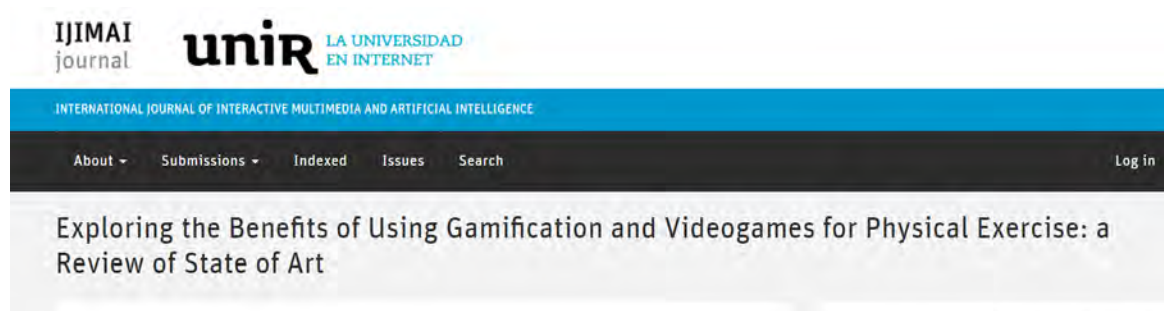 IJIMAI
journal
uniR
LA UNIVERSIDAD
EN INTERNET
INTERNATIONAL JOURNAL OF INTERACTIVE MULTIMEDIA AND ARTIFICIAL INTELLIGENCE
About Submissions Indexed Issues Search Log in
Exploring the Benefits of Using Gamification and Videogames for Physical Exercise: a
Review of State of Art